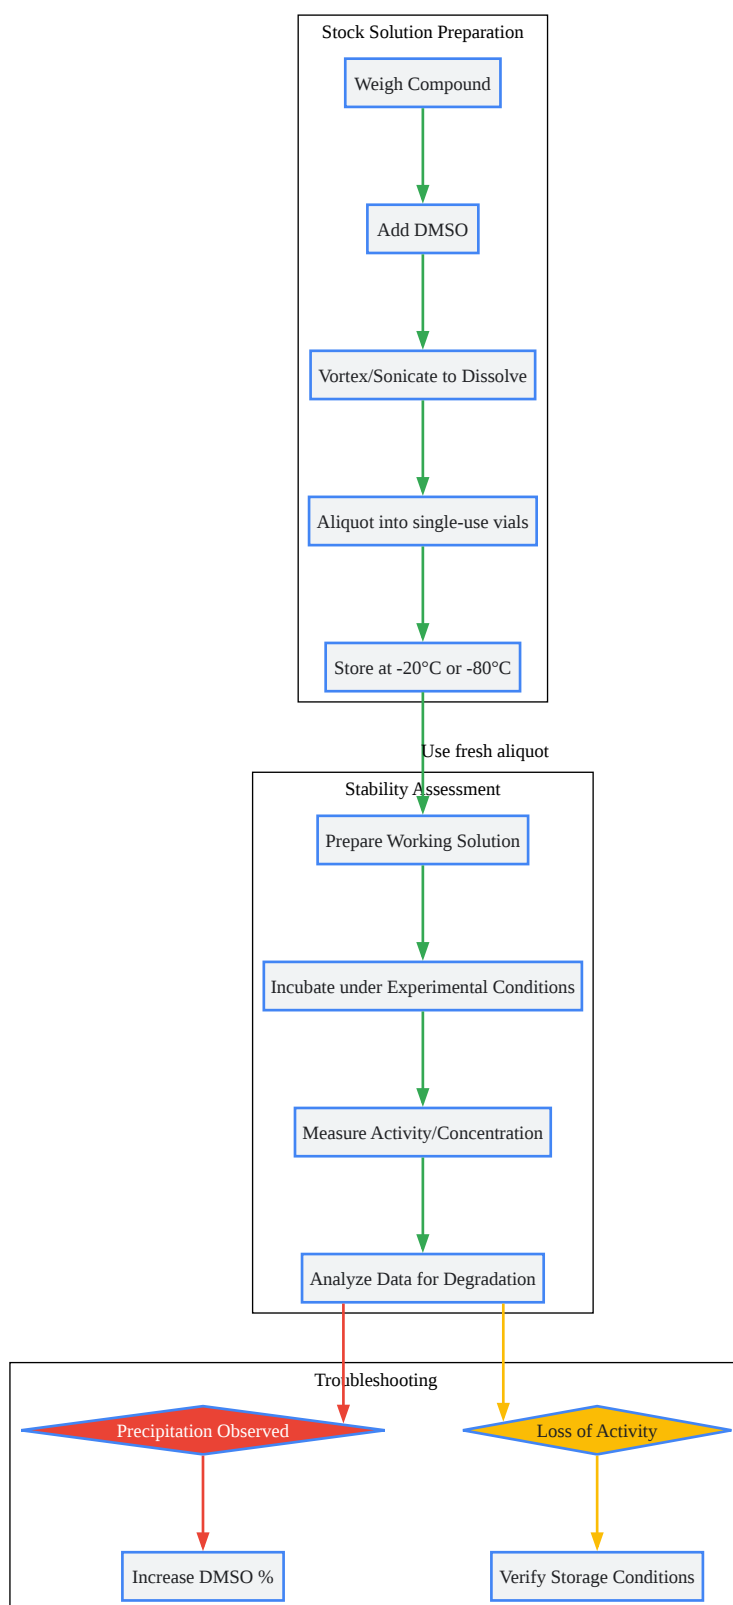 Stock Solution Preparation
Weigh Compound
Add DMSO
Vortex/Sonicate to Dissolve
Aliquot into single-use vials
Store at -20°C or -80°C
Use fresh aliquot
Stability Assessment
Prepare Working Solution
Incubate under Experimental Conditions
Measure Activity/Concentration
Analyze Data for Degradation
Troubleshooting
Precipitation Observed
Loss of Activity
Increase DMSO %
Verify Storage Conditions